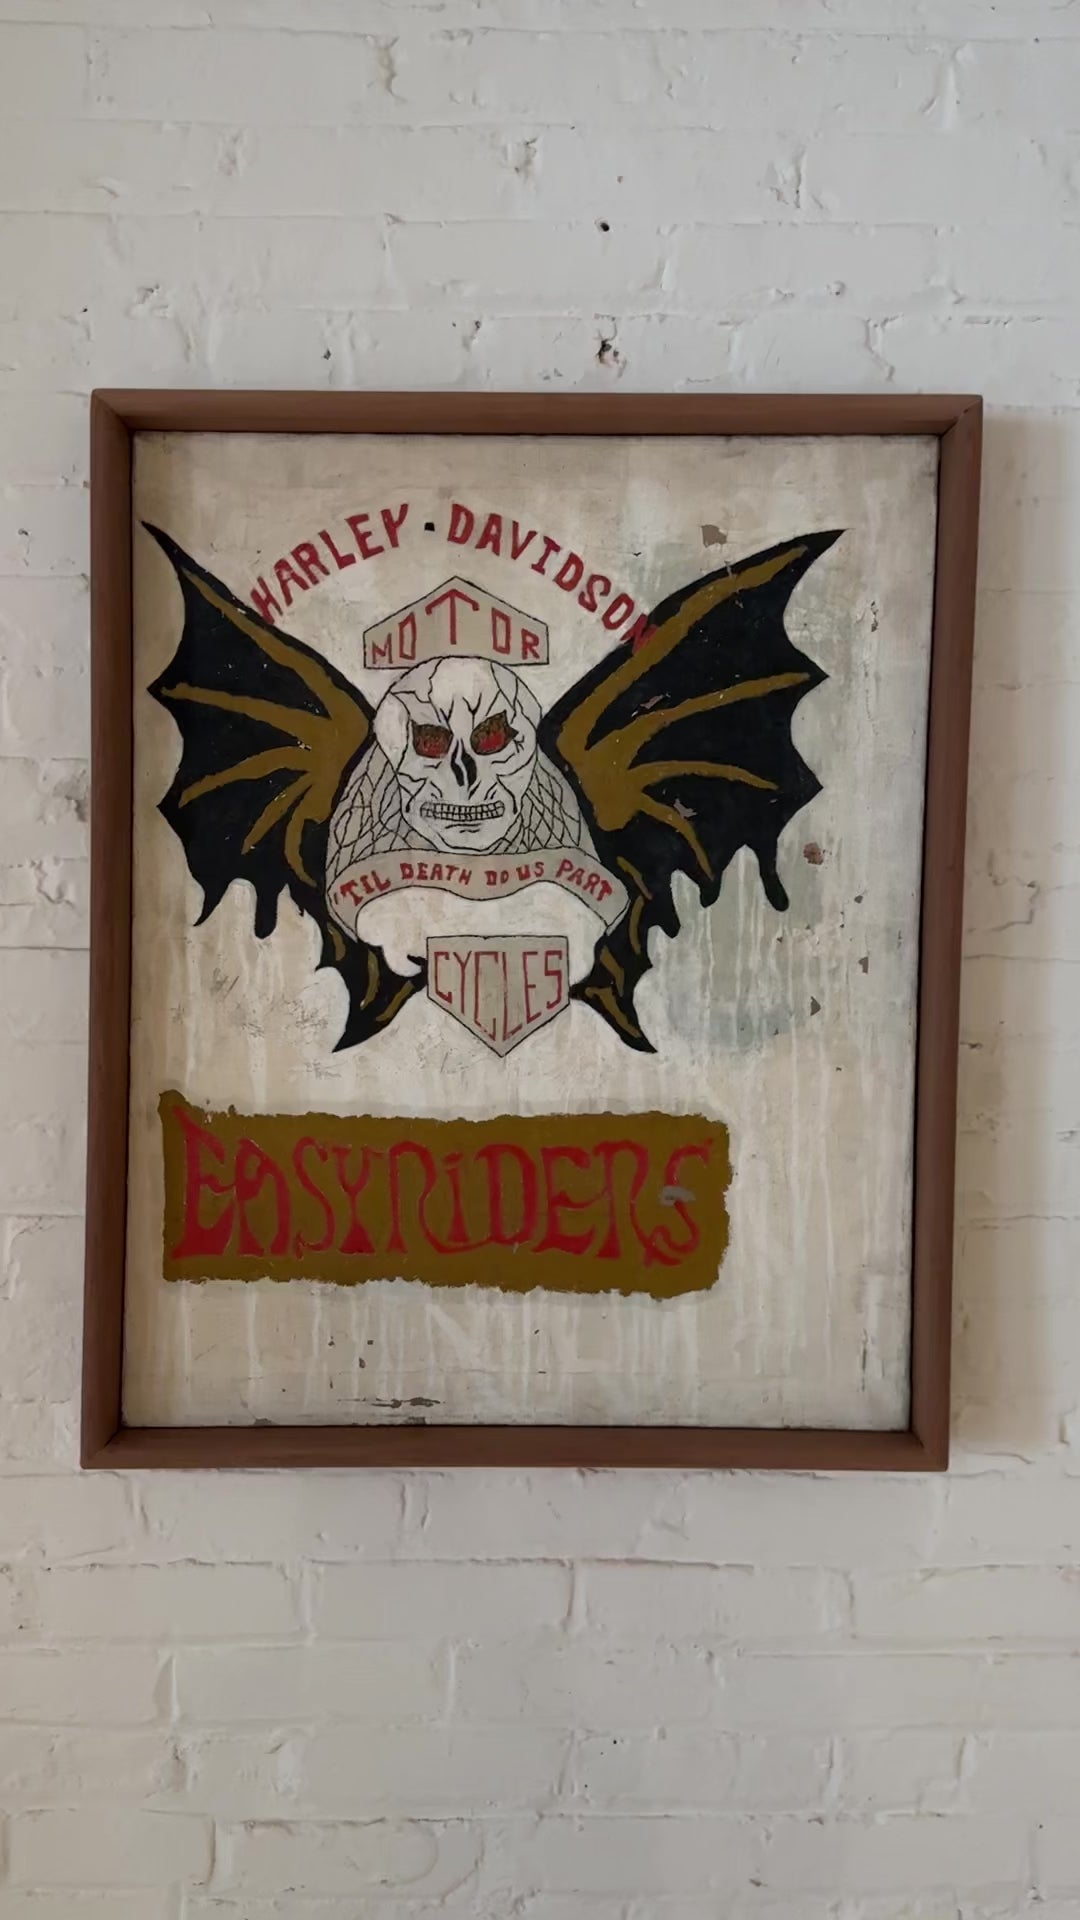 HARLEY · DAVIDSON
MOTOR
'TIL DEATH DO US PART
CYCLES
EASYRIDERS